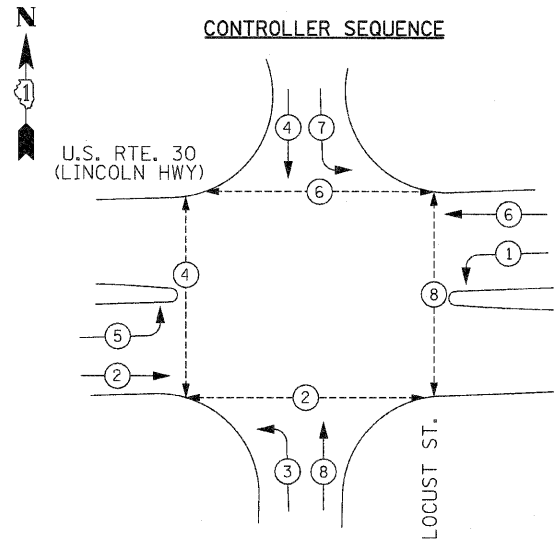 N
CONTROLLER SEQUENCE
1
U.S. RTE. 30
(LINCOLN HWY)
4
7
6
6
1
4
8
5
2
2
3
8
LOCUST ST.